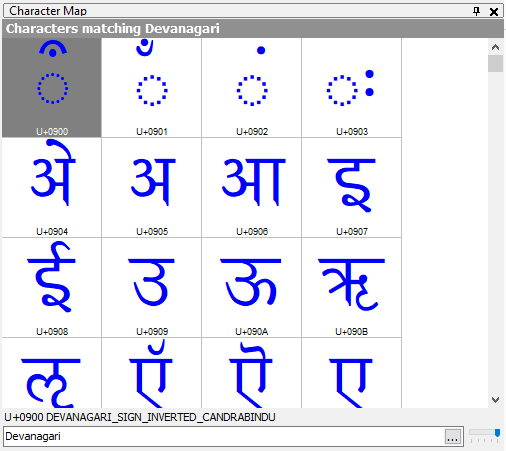 Character Map
Characters matching Devanagari
ऀ ँ ं ः
U+0900 U+0901 U+0902 U+0903
ऄ अ आ इ
U+0904 U+0905 U+0906 U+0907
ई उ ऊ ऋ
U+0908 U+0909 U+090A U+090B
ऌ ऍ ऎ ए
U+0900 DEVANAGARI_SIGN_INVERTED_CANDRABINDU
Devanagari ...